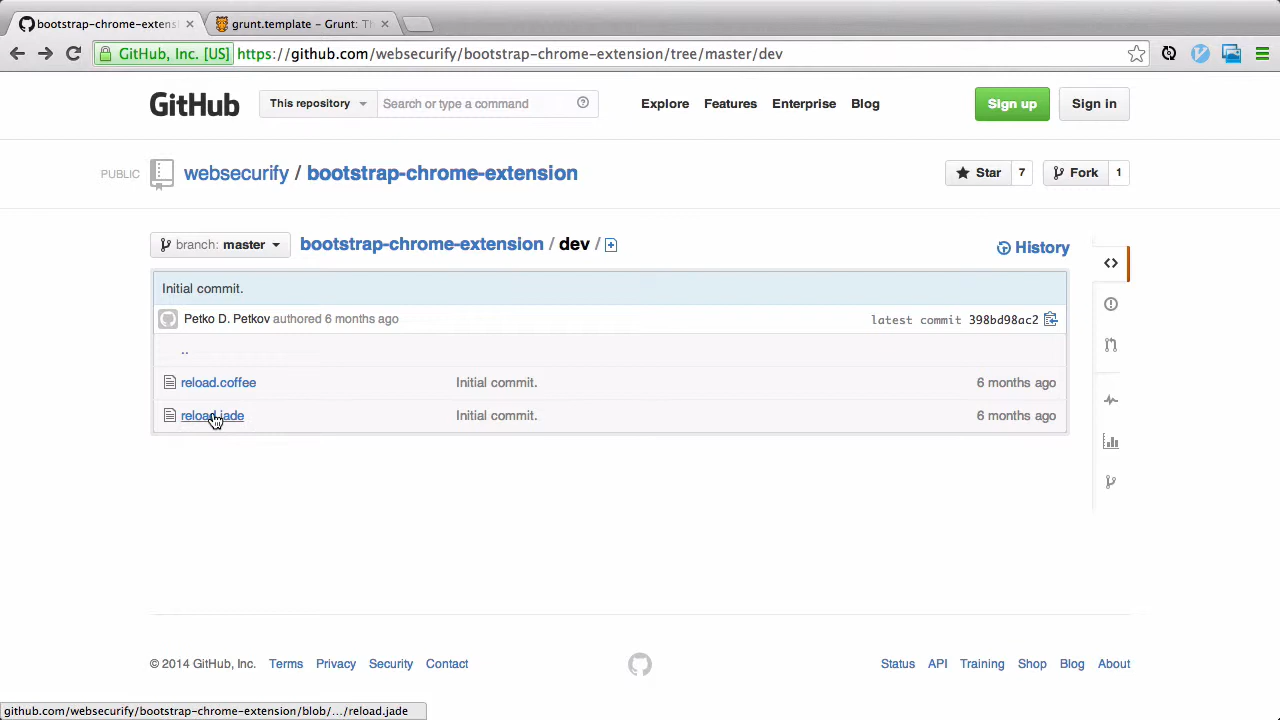 bootstrap-chrome-extens
grunt.template - Grunt: Th
GitHub, Inc. [US] https://github.com/websecurify/bootstrap-chrome-extension/tree/master/dev
GitHub This repository Search or type a command Explore Features Enterprise Blog Sign up Sign in
PUBLIC websecurify / bootstrap-chrome-extension Star 7 Fork 1
branch: master bootstrap-chrome-extension / dev / History
Initial commit.
Petko D. Petkov authored 6 months ago latest commit 398bd98ac2
..
reload.coffee Initial commit. 6 months ago
reload.jade Initial commit. 6 months ago
© 2014 GitHub, Inc. Terms Privacy Security Contact Status API Training Shop Blog About
github.com/websecurify/bootstrap-chrome-extension/blob/.../reload.jade